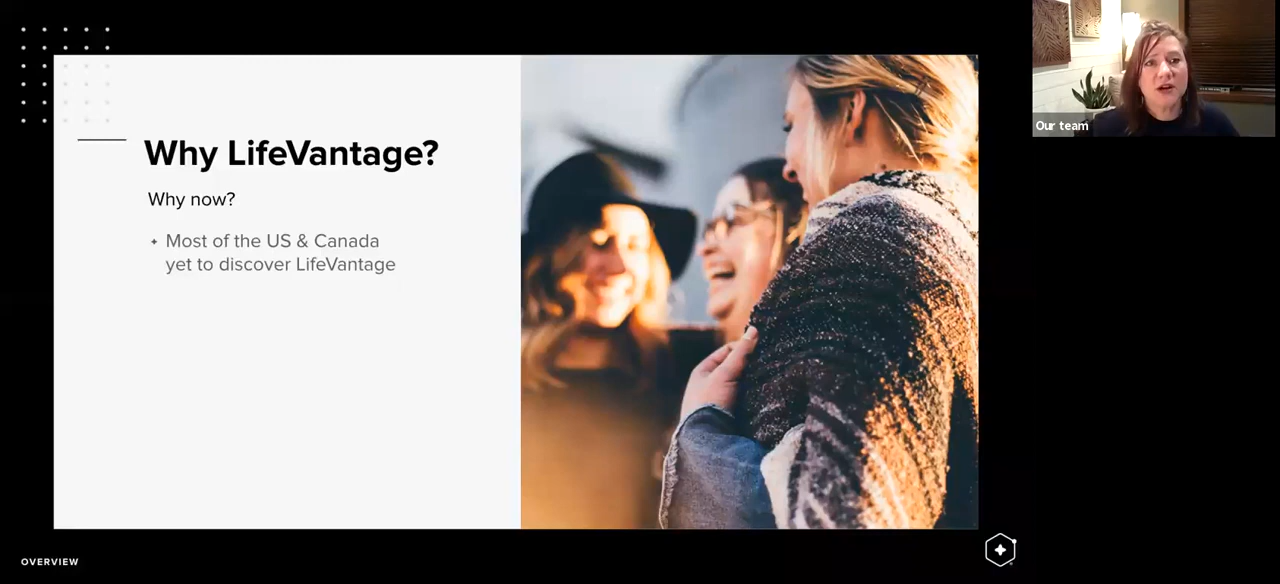 Why LifeVantage?
Why now?
Most of the US & Canada
yet to discover LifeVantage
Our team
OVERVIEW